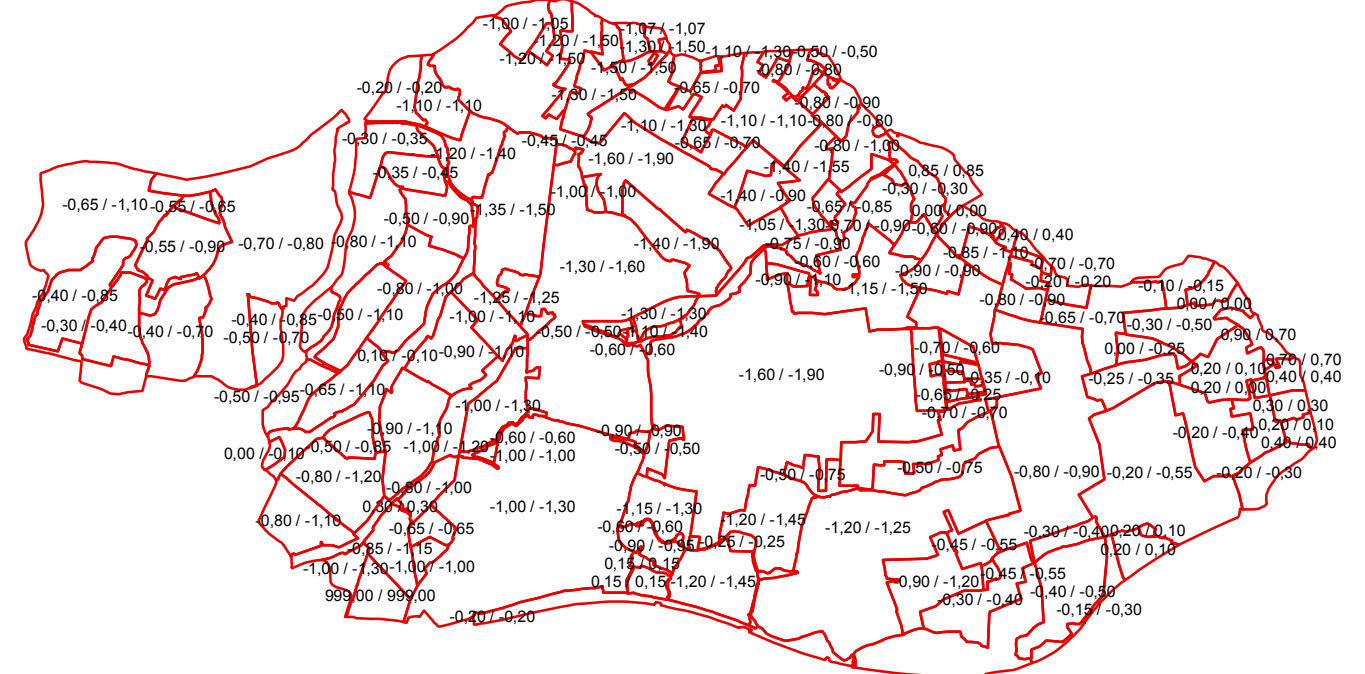 -1,00 / -1,05
-1,07 / -1,07
-1,20 / -1,50
-1,30 / -1,50
-1,10 / -1,30
-0,50 / -0,50
-1,20 / -1,50
-1,50 / -1,50
-0,80 / -0,80
-0,20 / -0,20
-0,65 / -0,70
-1,30 / -1,50
-1,10 / -1,10
-0,80 / -0,90
-1,10 / -1,30
-1,10 / -1,10
-0,80 / -0,80
-0,30 / -0,35
-0,45 / -0,45
-0,65 / -0,70
-0,80 / -1,00
-1,20 / -1,40
-1,60 / -1,90
-1,40 / -1,55
-0,35 / -0,45
0,85 / 0,85
-1,00 / -1,00
-1,40 / -0,90
-0,30 / -0,30
-0,65 / -1,10
-0,55 / -0,65
-1,35 / -1,50
-0,65 / -0,85
0,00 / 0,00
-0,50 / -0,90
-1,05 / -1,30
-0,70 / -0,90
-0,60 / -0,90
0,40 / 0,40
-0,55 / -0,90
-0,70 / -0,80
-0,80 / -1,10
-1,40 / -1,90
-0,75 / -0,90
-0,85 / -1,10
-1,30 / -1,60
-0,60 / -0,60
-0,70 / -0,70
-0,90 / -0,90
-0,90 / -1,10
-0,20 / -0,20
-0,80 / -1,00
-1,15 / -1,50
-0,10 / -0,15
-0,40 / -0,85
-1,25 / -1,25
-0,80 / -0,90
0,00 / 0,00
-0,50 / -1,10
-1,00 / -1,10
-1,30 / -1,30
-0,65 / -0,70
-0,40 / -0,85
-0,30 / -0,40
-0,40 / -0,70
-0,50 / -0,50
-1,10 / -1,40
-0,30 / -0,50
0,90 / 0,70
-0,50 / -0,70
-0,60 / -0,60
-0,70 / -0,60
0,00 / -0,25
0,10 / -0,10
-0,90 / -1,10
0,70 / 0,70
-1,60 / -1,90
-0,90 / -0,50
0,20 / 0,10
-0,35 / -0,10
-0,25 / -0,35
0,40 / 0,40
-0,65 / -1,10
0,20 / 0,00
-0,50 / -0,95
-0,65 / -0,25
-1,00 / -1,30
-0,70 / -0,70
0,30 / 0,30
-0,90 / -1,10
-0,90 / -0,90
0,20 / 0,10
-0,60 / -0,60
-0,20 / -0,40
0,40 / 0,40
-0,50 / -0,85
-1,00 / -1,20
-0,50 / -0,50
0,00 / -0,10
-1,00 / -1,00
-0,50 / -0,75
-0,50 / -0,75
-0,80 / -0,90
-0,20 / -0,55
-0,20 / -0,30
-0,80 / -1,20
-0,80 / -1,00
0,30 / 0,30
-1,00 / -1,30
-1,15 / -1,30
-0,80 / -1,10
-0,65 / -0,65
-0,60 / -0,60
-1,20 / -1,45
-1,20 / -1,25
-0,30 / -0,40
0,20 / 0,10
-0,85 / -1,15
-0,90 / -0,95
-0,25 / -0,25
-0,45 / -0,55
0,20 / 0,10
-1,00 / -1,30
-1,00 / -1,00
0,15 / 0,15
-0,45 / -0,55
0,15 / 0,15
-1,20 / -1,45
-0,90 / -1,20
-0,40 / -0,50
999,00 / 999,00
-0,30 / -0,40
-0,15 / -0,30
-0,20 / -0,20